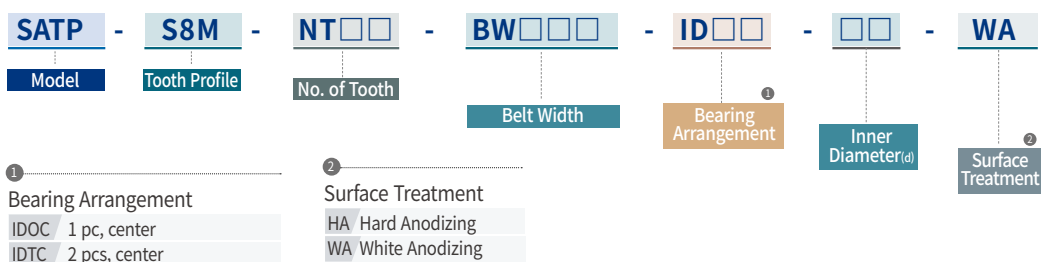 SATP - S8M - NT□□ - BW□□□ - ID□□ - □□ - WA
Model
Tooth Profile
No. of Tooth
Belt Width
1
Bearing
Arrangement
Inner
Diameter(d)
2
Surface
Treatment
1
Bearing Arrangement
IDOC 1 pc, center
IDTC 2 pcs, center
2
Surface Treatment
HA Hard Anodizing
WA White Anodizing